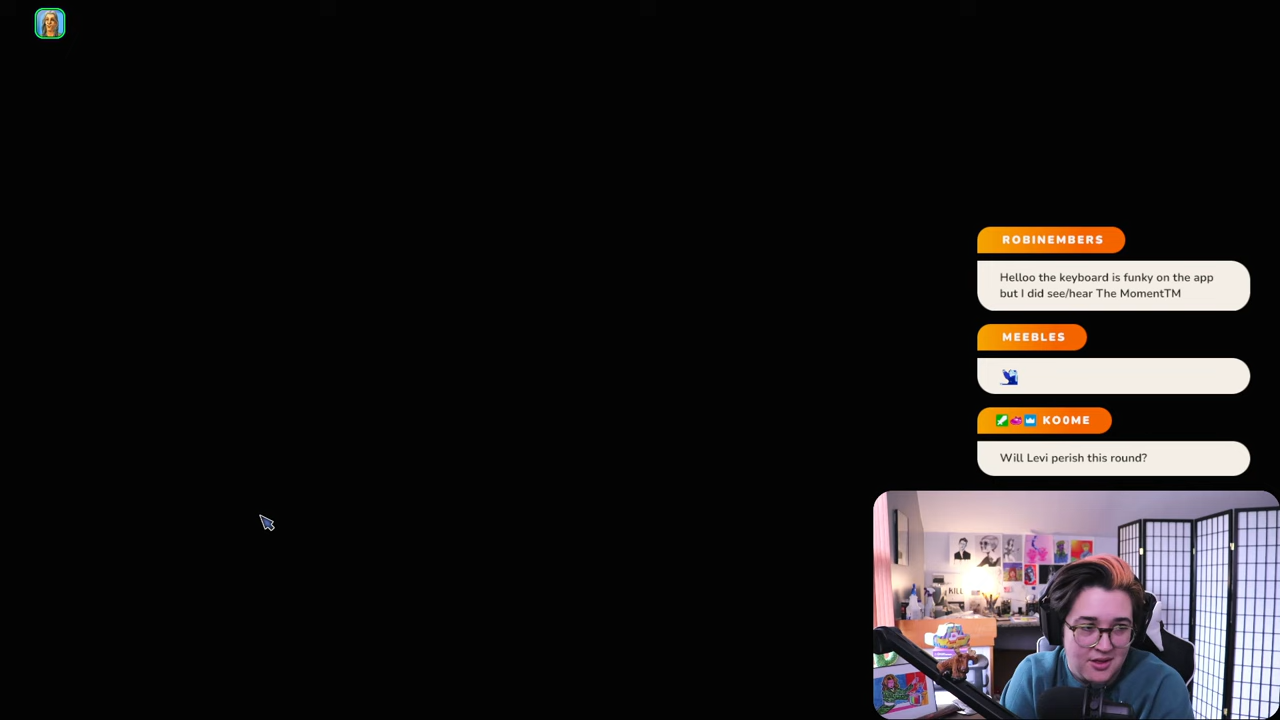 ROBINEMBERS
Helloo the keyboard is funky on the app
but I did see/hear The MomentTM
MEEBLES
KO0ME
Will Levi perish this round?
KILL